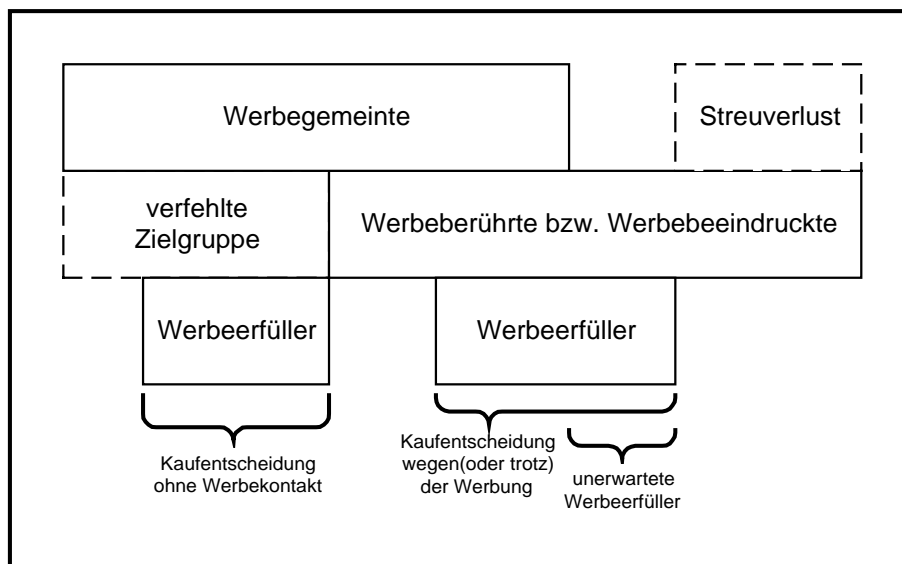 Werbegemeinte
Streuverlust
verfehlte
Zielgruppe
Werbeberührte bzw. Werbebeeindruckte
Werbeerfüller
Werbeerfüller
Kaufentscheidung
ohne Werbekontakt
Kaufentscheidung
wegen(oder trotz)
der Werbung
unerwartete
Werbeerfüller